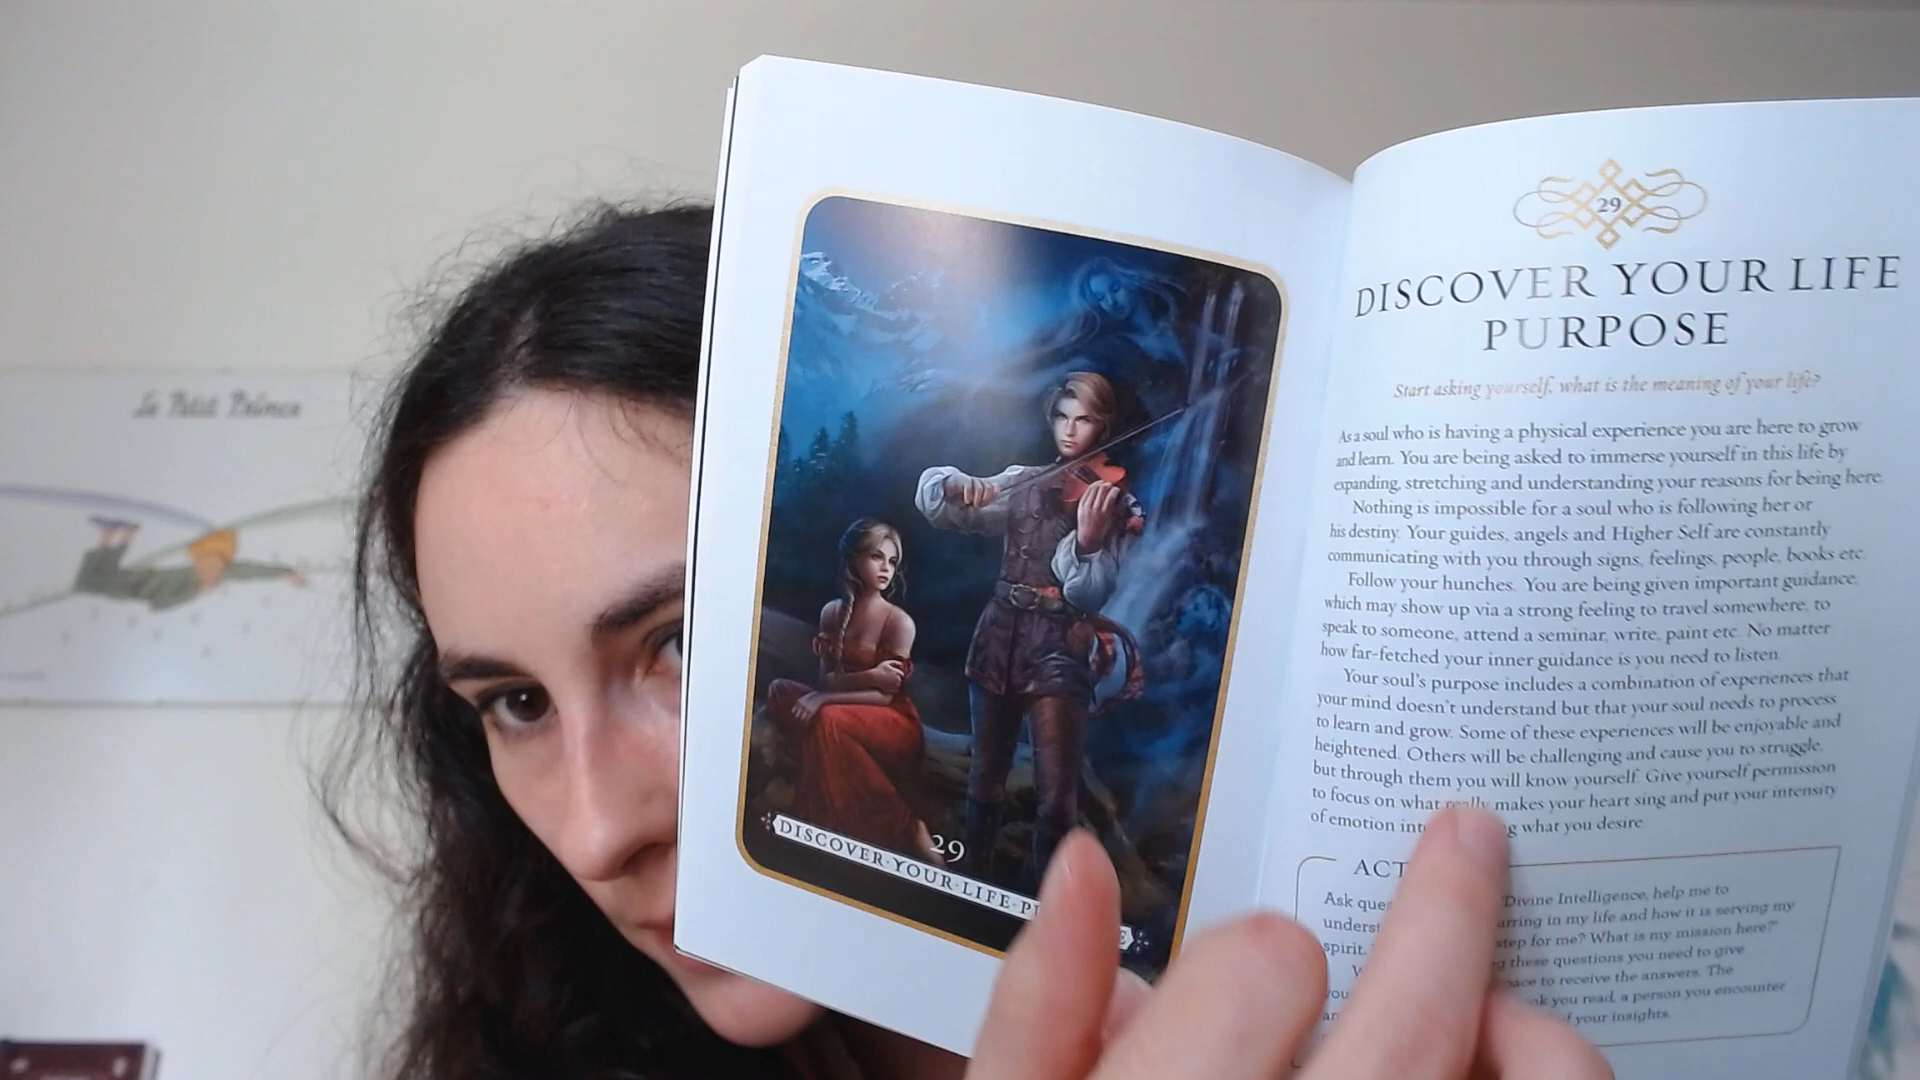 Le Petit Prince
29
DISCOVER·YOUR·LIFE·P
E
29
DISCOVER YOUR LIFE
PURPOSE
Start asking yourself, what is the meaning of your life?
As a soul who is having a physical experience you are here to grow
and learn. You are being asked to immerse yourself in this life by
expanding, stretching and understanding your reasons for being here.
Nothing is impossible for a soul who is following her or
his destiny. Your guides, angels and Higher Self are constantly
communicating with you through signs, feelings, people, books etc.
Follow your hunches. You are being given important guidance,
which may show up via a strong feeling to travel somewhere, to
speak to someone, attend a seminar, write, paint etc. No matter
how far-fetched your inner guidance is you need to listen.
Your soul's purpose includes a combination of experiences that
your mind doesn't understand but that your soul needs to process
to learn and grow. Some of these experiences will be enjoyable and
heightened. Others will be challenging and cause you to struggle,
but through them you will know yourself. Give yourself permission
to focus on what really makes your heart sing and put your intensity
of emotion what you desire.
ACT
Ask "Divine Intelligence, help me to
in my life and how it is serving my
spirit. step for me? What is my mission here?"
these questions you need to give
to receive the answers. The
you read, a person you encounter
of your insights.